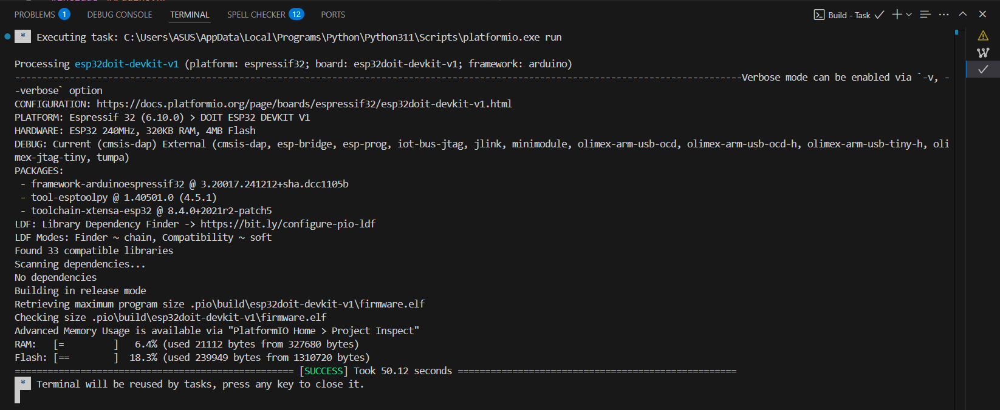 PROBLEMS 1 DEBUG CONSOLE TERMINAL SPELL CHECKER 12 PORTS Build - Task
* Executing task: C:\Users\ASUS\AppData\Local\Programs\Python\Python311\Scripts\platformio.exe run
Processing esp32doit-devkit-v1 (platform: espressif32; board: esp32doit-devkit-v1; framework: arduino)
-------------------------------------------------------------------------------------------------------------------------------------Verbose mode can be enabled via `-v, -
-verbose` option
CONFIGURATION: https://docs.platformio.org/page/boards/espressif32/esp32doit-devkit-v1.html
PLATFORM: Espressif 32 (6.10.0) > DOIT ESP32 DEVKIT V1
HARDWARE: ESP32 240MHz, 320KB RAM, 4MB Flash
DEBUG: Current (cmsis-dap) External (cmsis-dap, esp-bridge, esp-prog, iot-bus-jtag, jlink, minimodule, olimex-arm-usb-ocd, olimex-arm-usb-ocd-h, olimex-arm-usb-tiny-h, oli
mex-jtag-tiny, tumpa)
PACKAGES:
 - framework-arduinoespressif32 @ 3.20017.241212+sha.dcc1105b
 - tool-esptoolpy @ 1.40501.0 (4.5.1)
 - toolchain-xtensa-esp32 @ 8.4.0+2021r2-patch5
LDF: Library Dependency Finder -> https://bit.ly/configure-pio-ldf
LDF Modes: Finder ~ chain, Compatibility ~ soft
Found 33 compatible libraries
Scanning dependencies...
No dependencies
Building in release mode
Retrieving maximum program size .pio\build\esp32doit-devkit-v1\firmware.elf
Checking size .pio\build\esp32doit-devkit-v1\firmware.elf
Advanced Memory Usage is available via "PlatformIO Home > Project Inspect"
RAM:   [=         ]   6.4% (used 21112 bytes from 327680 bytes)
Flash: [==        ]  18.3% (used 239949 bytes from 1310720 bytes)
=================================================== [SUCCESS] Took 50.12 seconds ===================================================
* Terminal will be reused by tasks, press any key to close it.